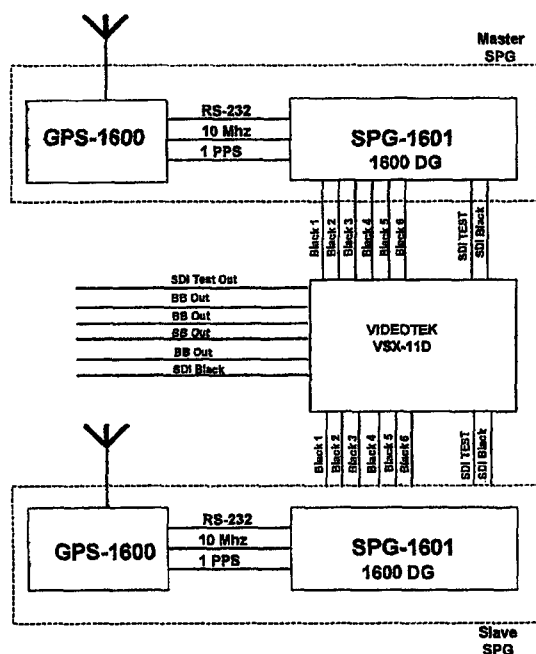 Master
SPG
GPS-1600
RS-232
10 Mhz
1 PPS
SPG-1601
1600 DG
Black 1
Black 2
Black 3
Black 4
Black 5
Black 6
SDI TEST
SDI Black
SDI Test Out
BB Out
BB Out
BB Out
BB Out
SDI Black
VIDEOTEK
VSX-11D
Black 1
Black 2
Black 3
Black 4
Black 5
Black 6
SDI TEST
SDI Black
GPS-1600
RS-232
10 Mhz
1 PPS
SPG-1601
1600 DG
Slave
SPG